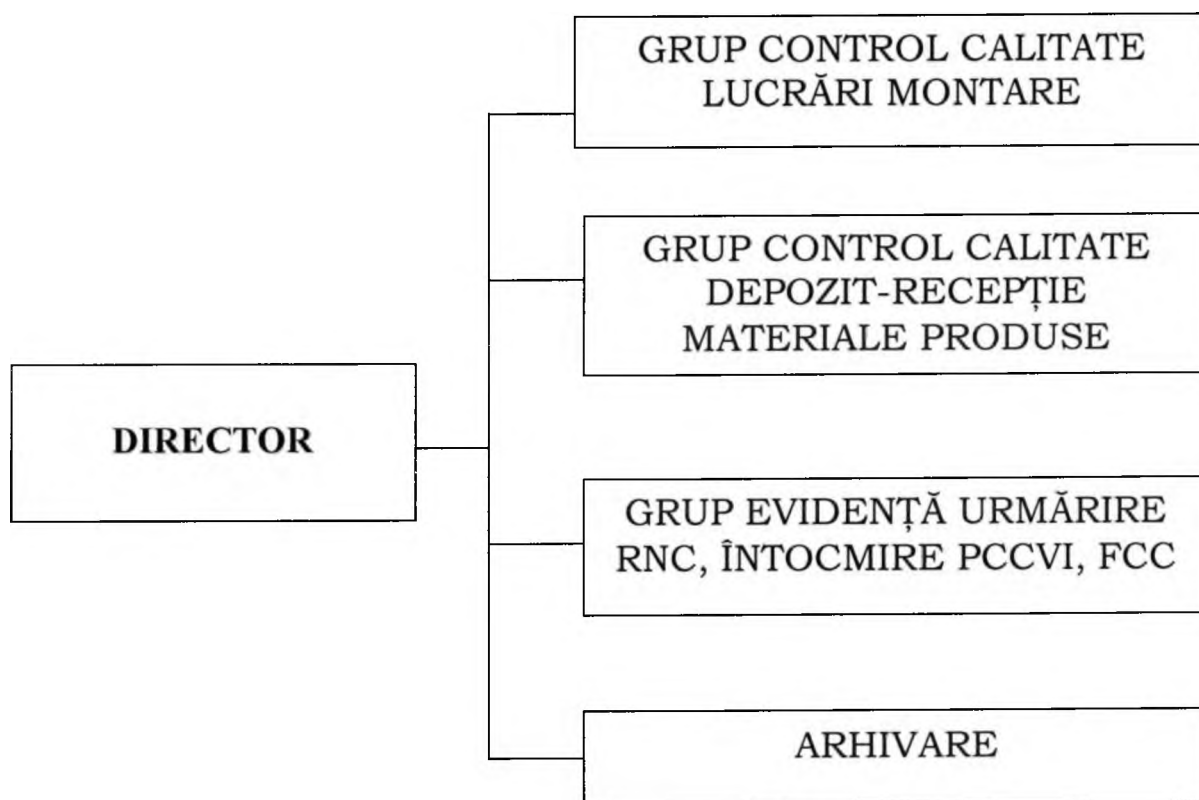 GRUP CONTROL CALITATE
LUCRĂRI MONTARE
GRUP CONTROL CALITATE
DEPOZIT-RECEPȚIE
MATERIALE PRODUSE
DIRECTOR
GRUP EVIDENȚĂ URMĂRIRE
RNC, ÎNTOCMIRE PCCVI, FCC
ARHIVARE